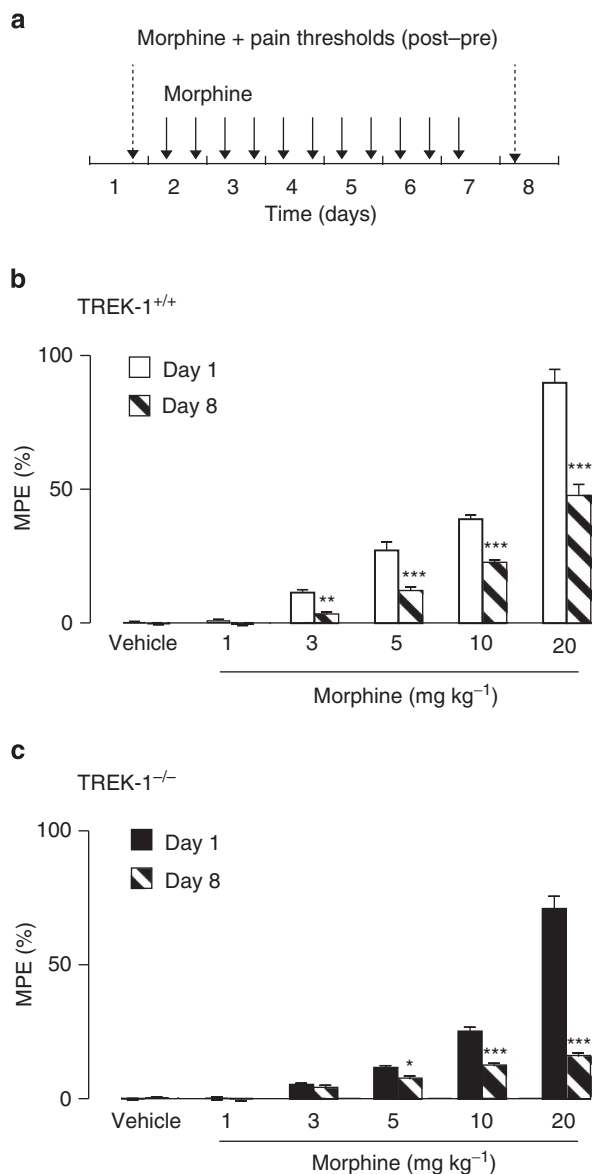 a
Morphine + pain thresholds (post–pre)
Morphine
1 2 3 4 5 6 7 8
Time (days)
b
TREK-1+/+
100
50
0
MPE (%)
Day 1
Day 8
** *** *** ***
Vehicle 1 3 5 10 20
Morphine (mg kg–1)
c
TREK-1–/–
100
50
0
MPE (%)
Day 1
Day 8
* *** ***
Vehicle 1 3 5 10 20
Morphine (mg kg–1)